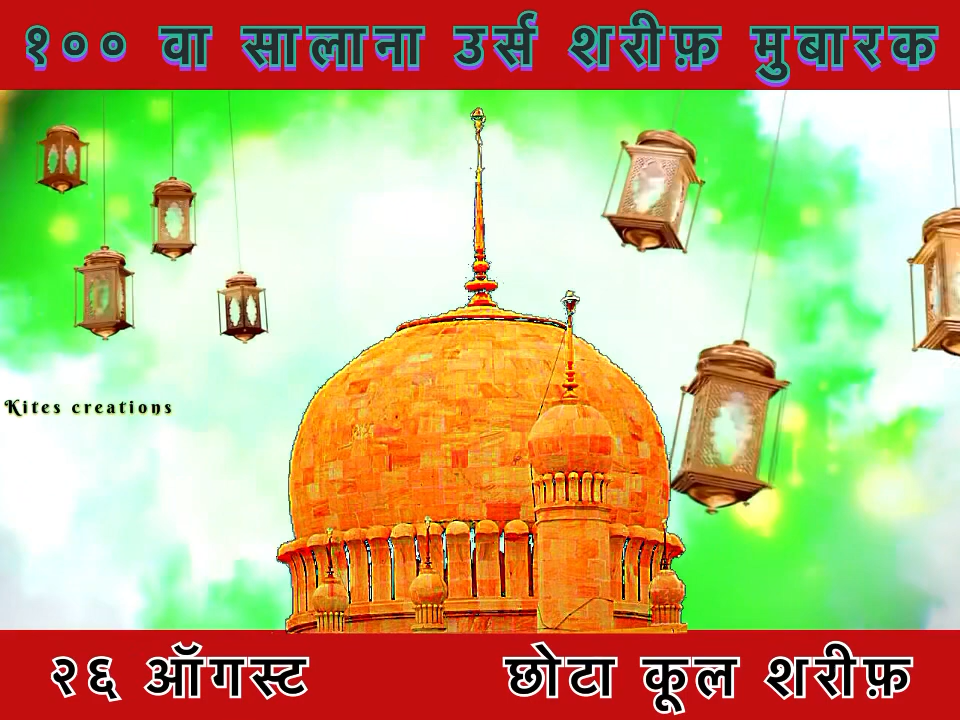 १०० वा सालाना उर्स शरीफ़ मुबारक
Kites creations
२६ ऑगस्ट छोटा कूल शरीफ़